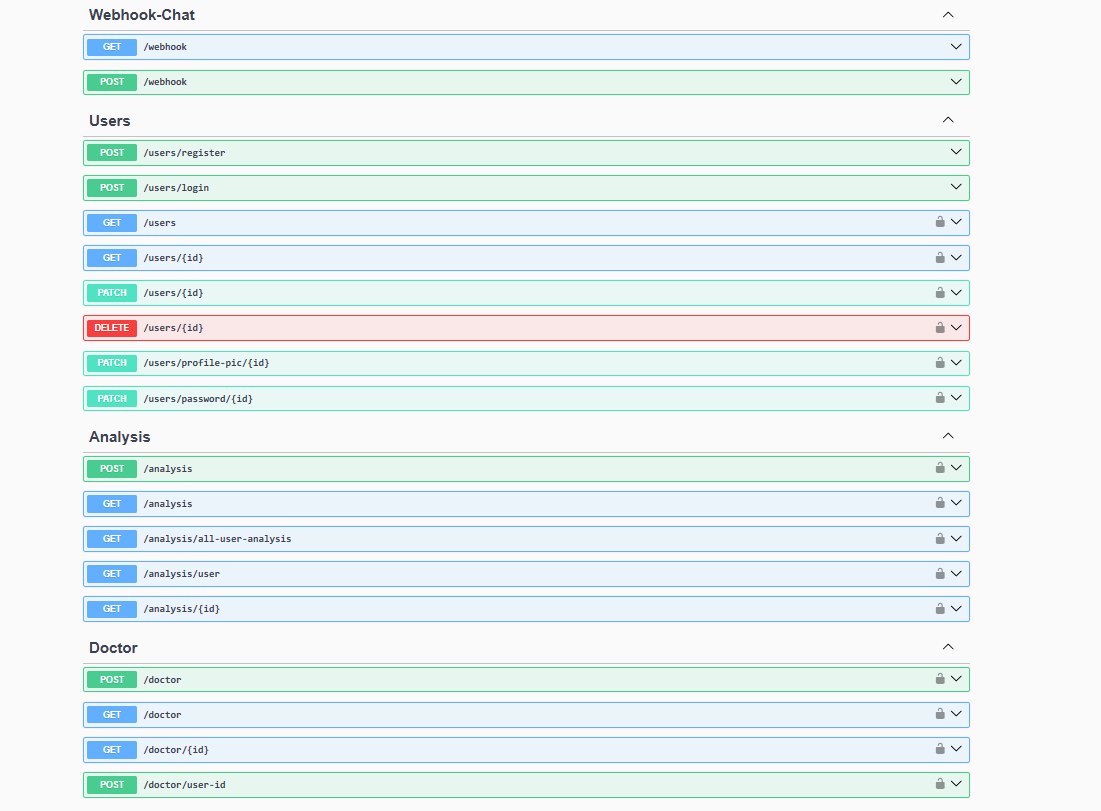 Webhook-Chat
GET /webhook
POST /webhook
Users
POST /users/register
POST /users/login
GET /users
GET /users/{id}
PATCH /users/{id}
DELETE /users/{id}
PATCH /users/profile-pic/{id}
PATCH /users/password/{id}
Analysis
POST /analysis
GET /analysis
GET /analysis/all-user-analysis
GET /analysis/user
GET /analysis/{id}
Doctor
POST /doctor
GET /doctor
GET /doctor/{id}
POST /doctor/user-id